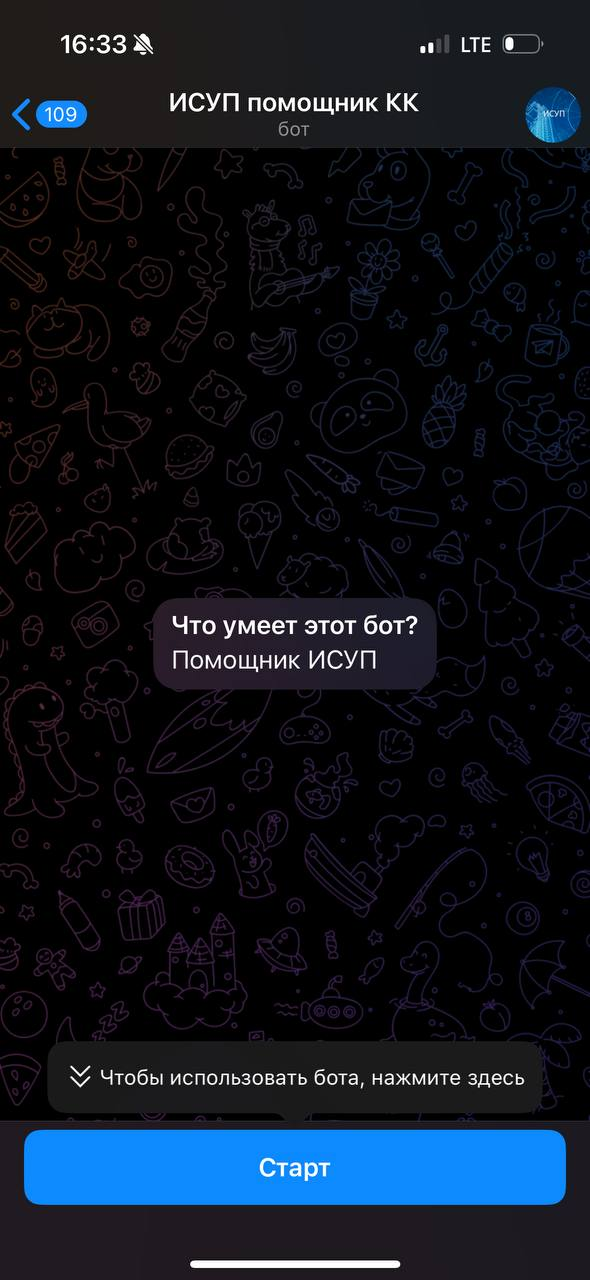 16:33
LTE
109
ИСУП помощник КК
бот
ИСУП
Что умеет этот бот?
Помощник ИСУП
Чтобы использовать бота, нажмите здесь
Старт